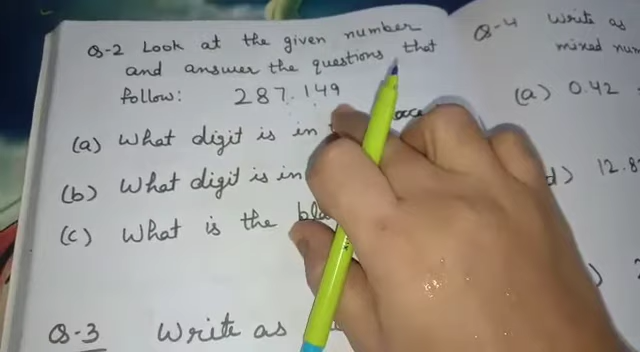 Q-2 Look at the given number
and answer the questions that
follow: 287.149
(a) What digit is in
(b) What digit is in
(c) What is the
Q-3 Write as
Q-4 Write as
mixed
(a) 0.42
12.8